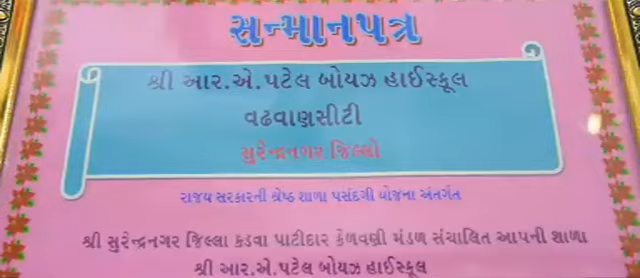 સન્માનપત્ર
શ્રી આર.એ.પટેલ બોયઝ હાઈસ્કૂલ
વઢવાણસીટી
સુરેન્દ્રનગર જિલ્લો
રાજ્ય સરકારની શ્રેષ્ઠ શાળા પસંદગી યોજના અંતર્ગત
શ્રી સુરેન્દ્રનગર જિલ્લા કડવા પાટીદાર કેળવણી મંડળ સંચાલિત આપની શાળા
શ્રી આર.એ.પટેલ બોયઝ હાઈસ્કૂલ